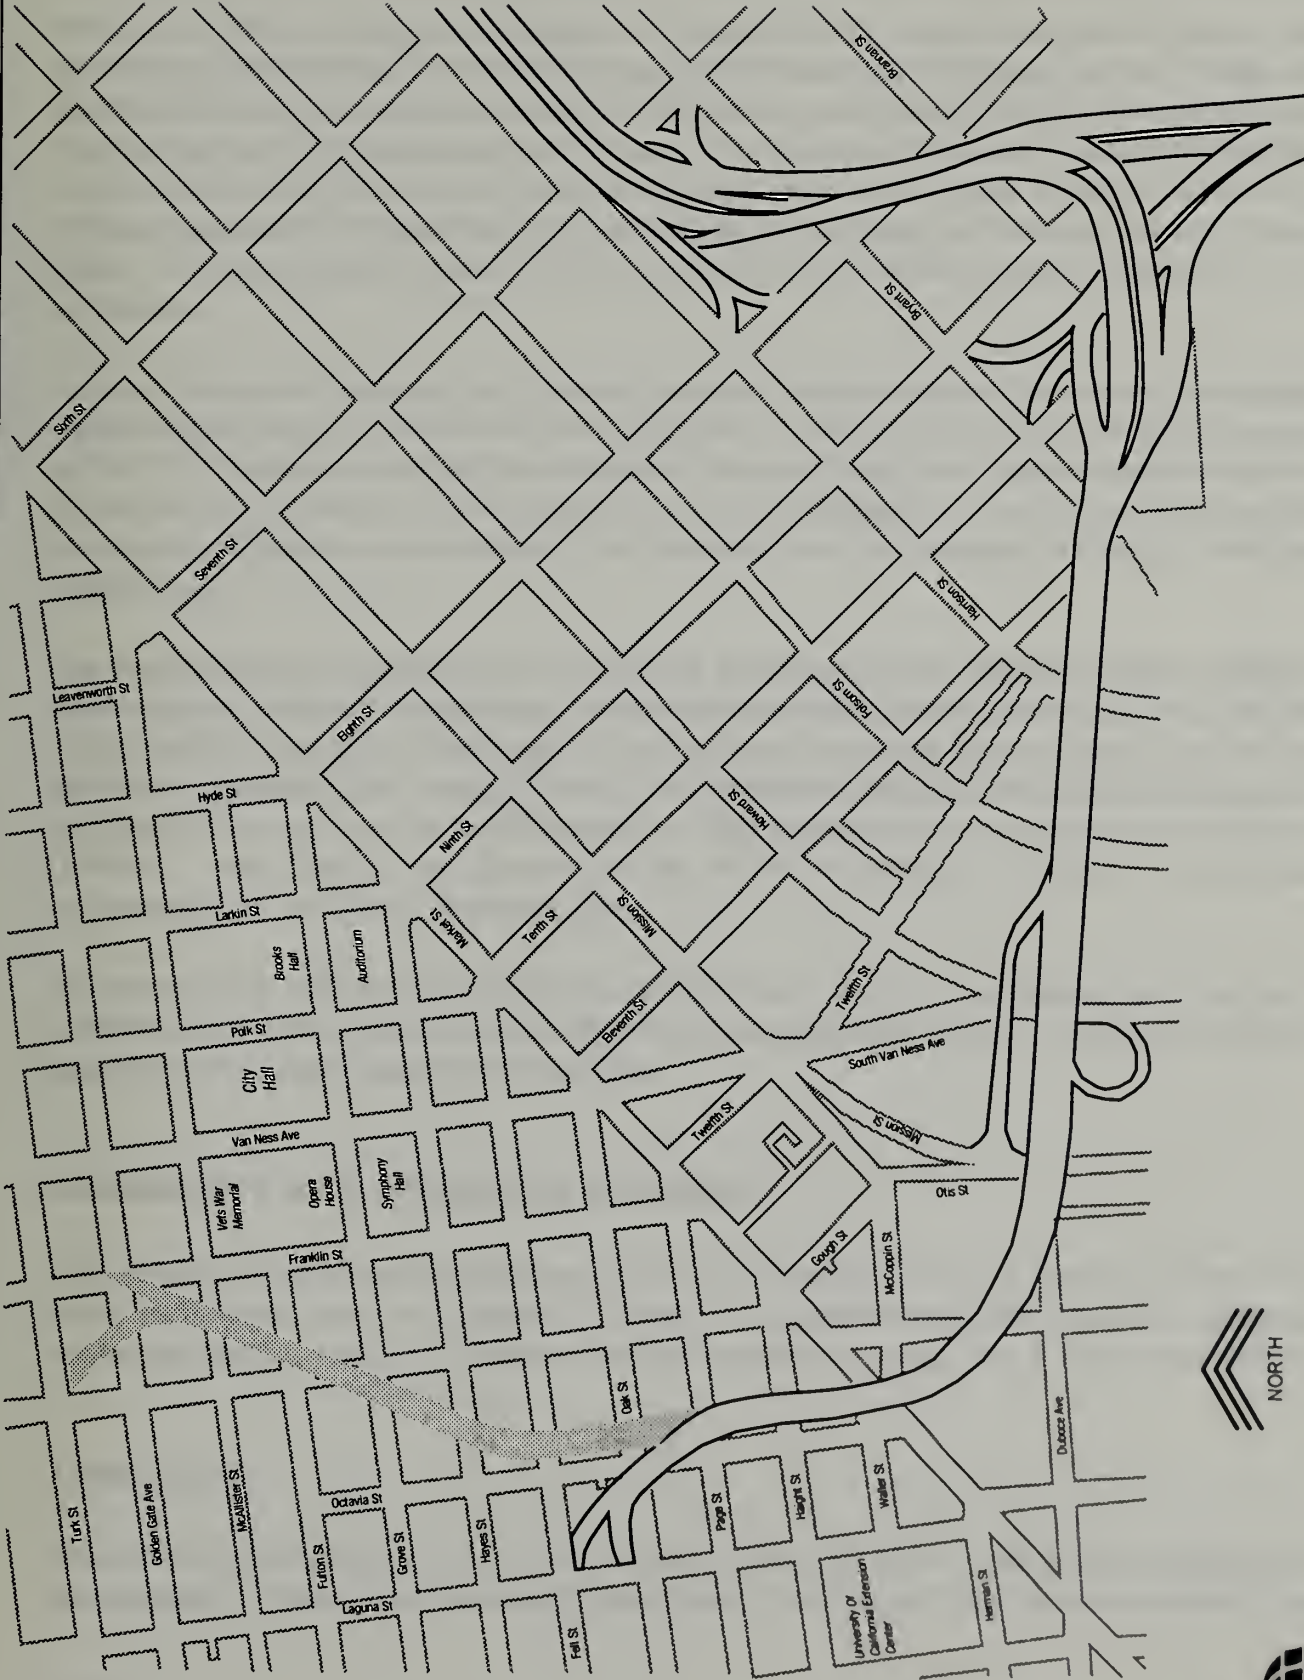 Brannan St
Bryant St
Sixth St
Seventh St
Harrison St
Leavenworth St
Folsom St
Eighth St
Hyde St
Howard St
Ninth St
Larkin St
Market St
Tenth St
Mission St
Brooks
Hall
Auditorium
Twelfth St
Polk St
Eleventh St
South Van Ness Ave
City
Hall
Van Ness Ave
Twelfth St
Mission St
Vets War
Memorial
Opera
House
Symphony
Hall
Otis St
Franklin St
Gough St
McCoppin St
NORTH
Oak St
Duboce Ave
Octavia St
Turk St
Golden Gate Ave
McAllister St
Fulton St
Grove St
Hayes St
Page St
Haight St
Waller St
Laguna St
Fell St
University Of
California Extension
Center
Herman St